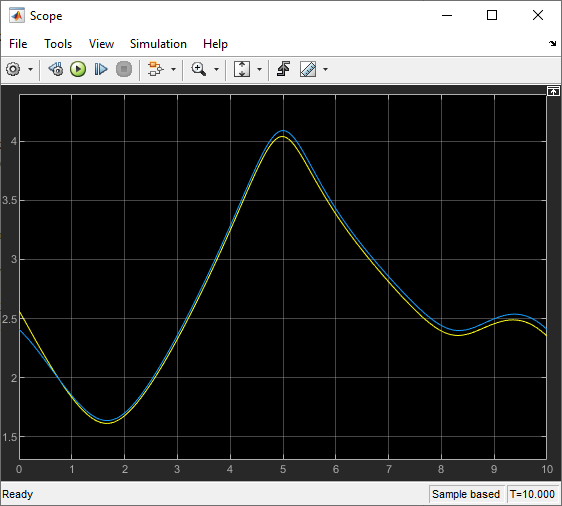 Scope
File Tools View Simulation Help
4
3.5
3
2.5
2
1.5
0 1 2 3 4 5 6 7 8 9 10
Ready Sample based T=10.000